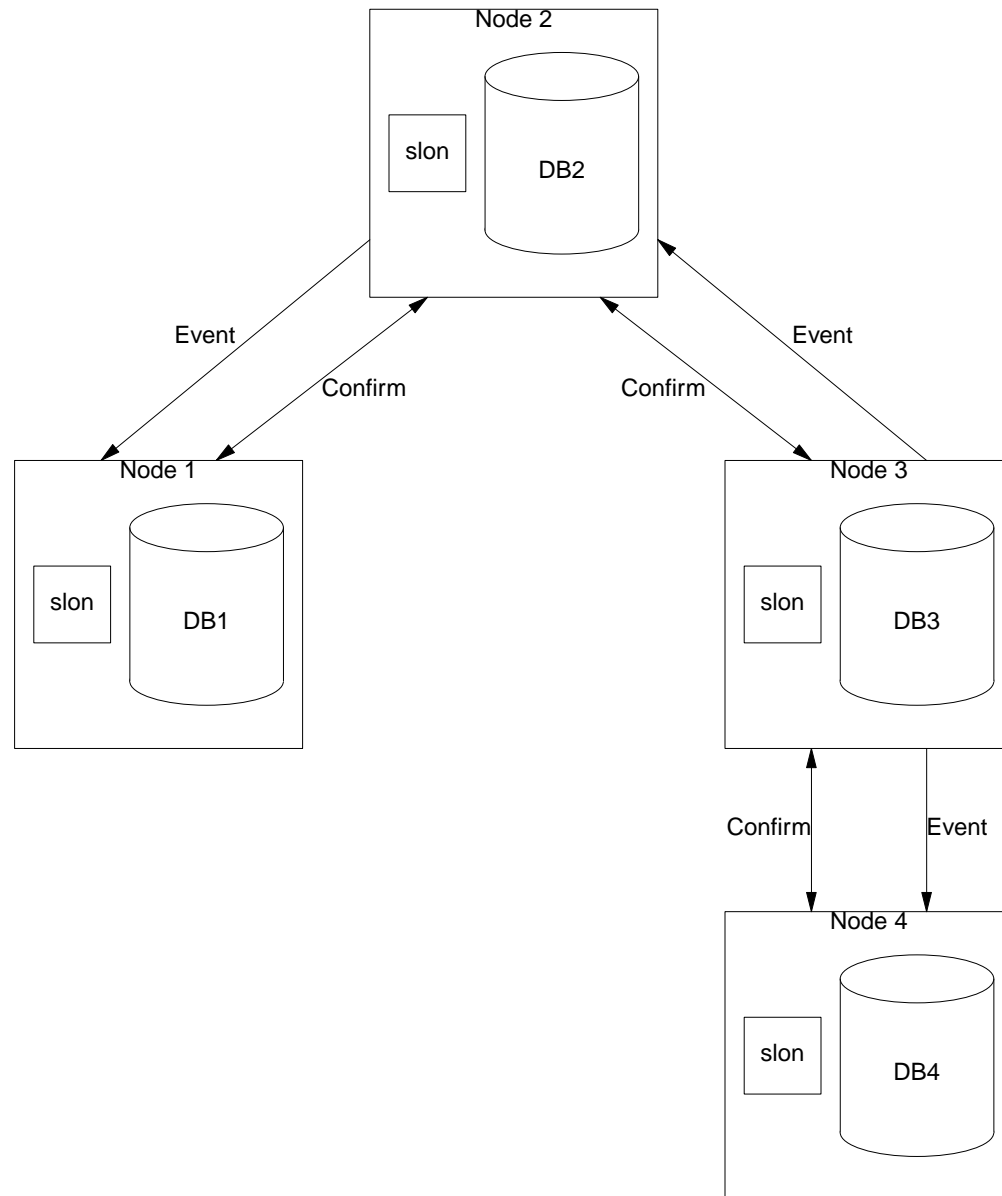 Node 2
slon
DB2
Event
Event
Confirm
Confirm
Node 1
Node 3
slon
DB1
slon
DB3
Confirm
Event
Node 4
slon
DB4